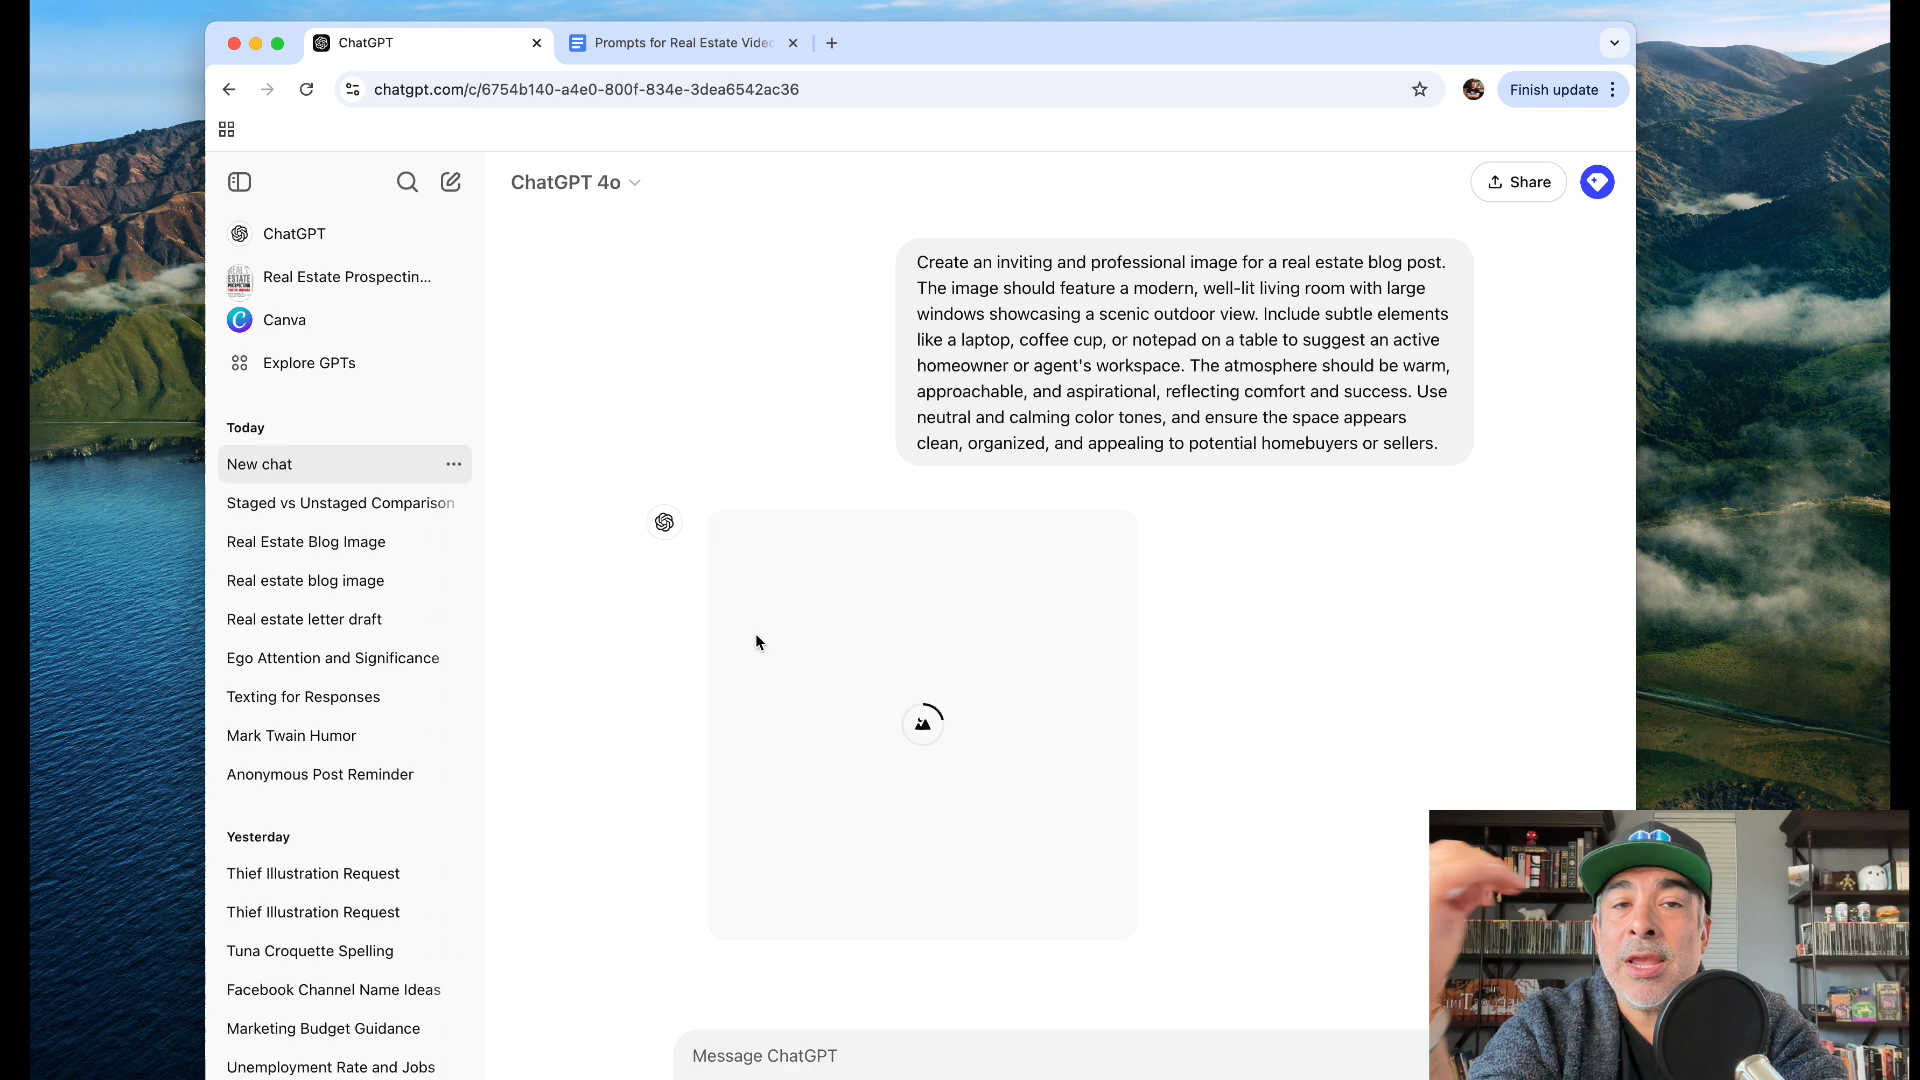 ChatGPT
Prompts for Real Estate Video
chatgpt.com/c/6754b140-a4e0-800f-834e-3dea6542ac36
Finish update
ChatGPT 4o
Share
ChatGPT
Real Estate Prospectin...
Canva
Explore GPTs
Today
New chat
Staged vs Unstaged Comparison
Real Estate Blog Image
Real estate blog image
Real estate letter draft
Ego Attention and Significance
Texting for Responses
Mark Twain Humor
Anonymous Post Reminder
Yesterday
Thief Illustration Request
Thief Illustration Request
Tuna Croquette Spelling
Facebook Channel Name Ideas
Marketing Budget Guidance
Unemployment Rate and Jobs
Create an inviting and professional image for a real estate blog post.
The image should feature a modern, well-lit living room with large
windows showcasing a scenic outdoor view. Include subtle elements
like a laptop, coffee cup, or notepad on a table to suggest an active
homeowner or agent's workspace. The atmosphere should be warm,
approachable, and aspirational, reflecting comfort and success. Use
neutral and calming color tones, and ensure the space appears
clean, organized, and appealing to potential homebuyers or sellers.
Message ChatGPT